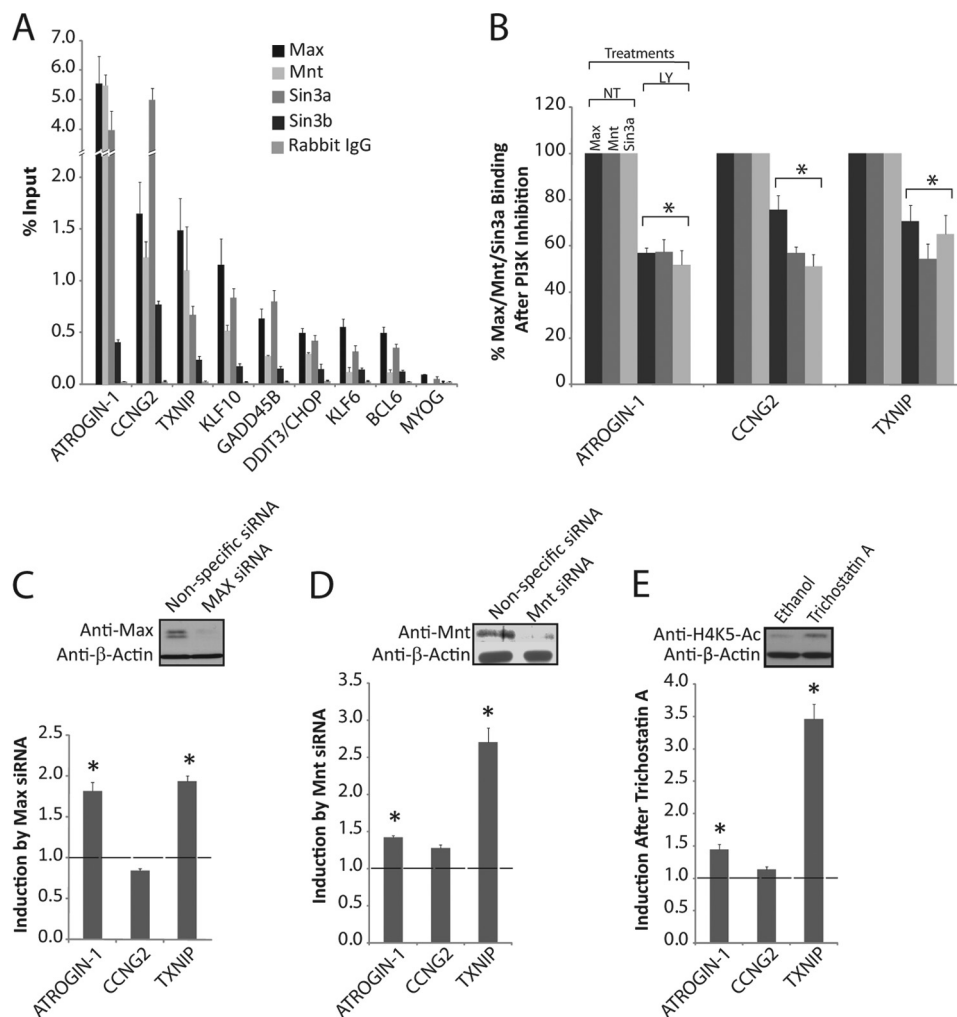 A
% Input
7.0
6.0
5.0
4.0
2.0
1.5
1.0
0.5
0.0
Max
Mnt
Sin3a
Sin3b
Rabbit IgG
ATROGIN-1
CCNG2
TXNIP
KLF10
GADD45B
DDIT3/CHOP
KLF6
BCL6
MYOG
B
% Max/Mnt/Sin3a Binding
After PI3K Inhibition
Treatments
LY
NT
Max
Mnt
Sin3a
120
100
80
60
40
20
0
*
*
*
ATROGIN-1
CCNG2
TXNIP
C
Non-specific siRNA
MAX siRNA
Anti-Max
Anti-β-Actin
Induction by Max siRNA
2.5
2.0
1.5
1.0
0.5
0.0
*
*
ATROGIN-1
CCNG2
TXNIP
D
Non-specific siRNA
Mnt siRNA
Anti-Mnt
Anti-β-Actin
Induction by Mnt siRNA
3.5
3.0
2.5
2.0
1.5
1.0
0.5
0.0
*
*
ATROGIN-1
CCNG2
TXNIP
E
Ethanol
Trichostatin A
Anti-H4K5-Ac
Anti-β-Actin
Induction After Trichostatin A
4.0
3.5
3.0
2.5
2.0
1.5
1.0
0.5
0.0
*
*
ATROGIN-1
CCNG2
TXNIP